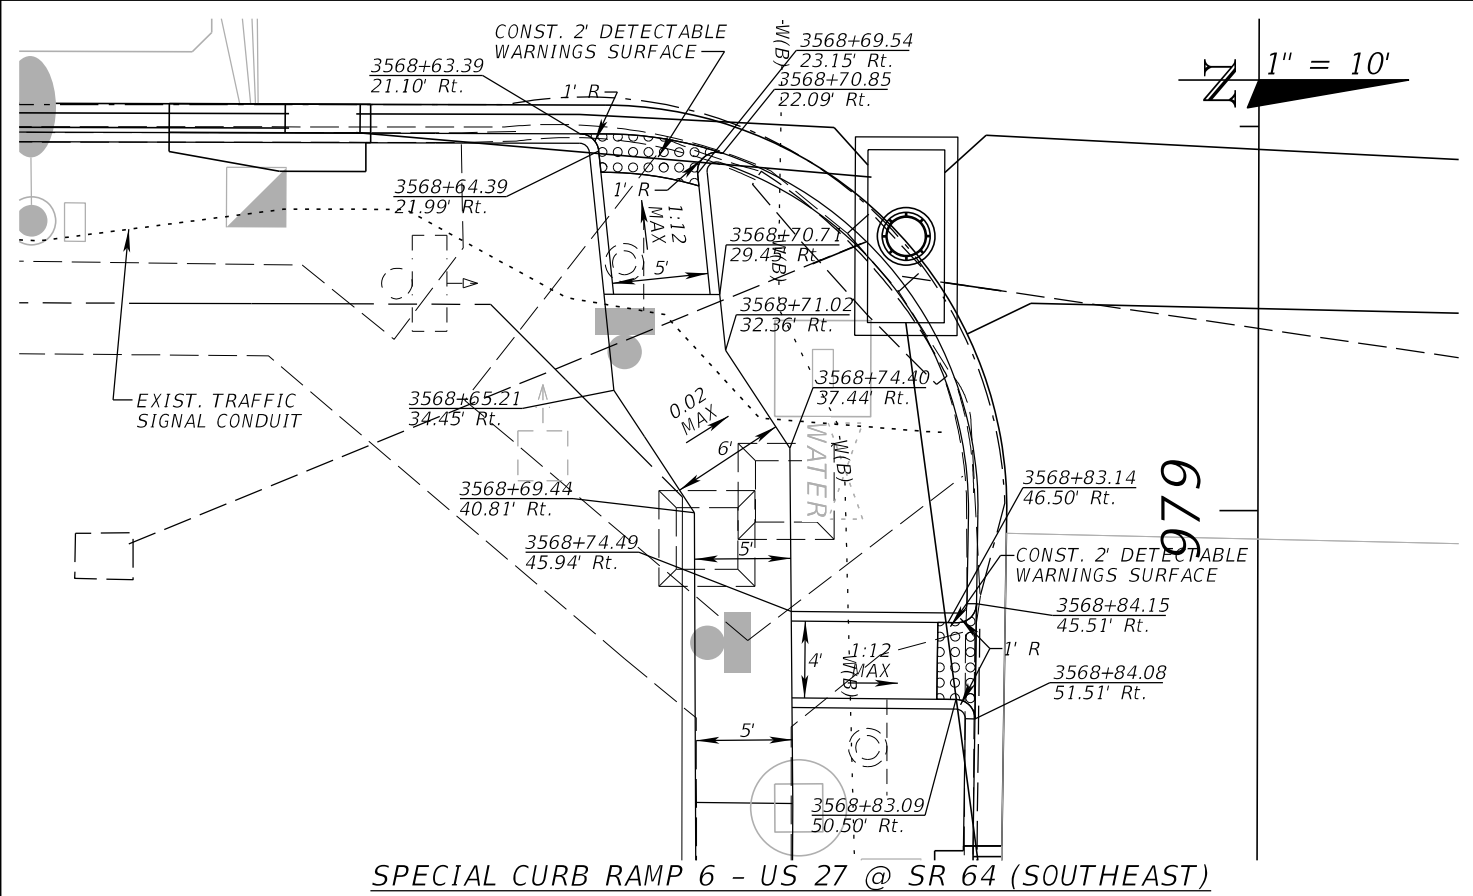 CONST. 2' DETECTABLE
WARNINGS SURFACE
W(B)
3568+69.54
23.15' Rt.
3568+70.85
22.09' Rt.
3568+63.39
21.10' Rt.
1' R
N
1" = 10'
3568+64.39
21.99' Rt.
1' R
1:12
MAX
5'
3568+70.71
29.45' Rt.
W(B)
3568+71.02
32.36' Rt.
3568+74.40
37.44' Rt.
EXIST. TRAFFIC
SIGNAL CONDUIT
3568+65.21
34.45' Rt.
0.02
MAX
6'
WATER
W(B)
3568+69.44
40.81' Rt.
3568+74.49
45.94' Rt.
5'
3568+83.14
46.50' Rt.
979
CONST. 2' DETECTABLE
WARNINGS SURFACE
3568+84.15
45.51' Rt.
1' R
4'
1:12
MAX
W(B)
3568+84.08
51.51' Rt.
5'
3568+83.09
50.50' Rt.
SPECIAL CURB RAMP 6 - US 27 @ SR 64 (SOUTHEAST)